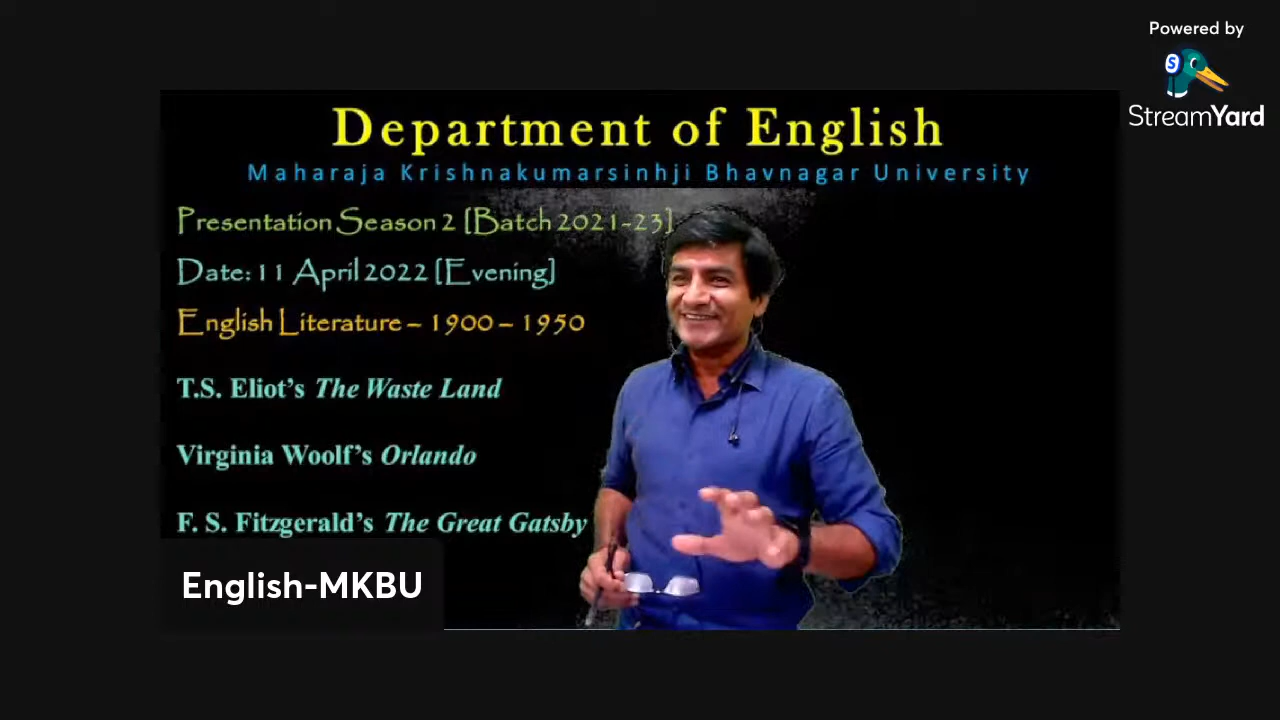 Powered by
StreamYard
Department of English
Maharaja Krishnakumarsinhji Bhavnagar University
Presentation Season 2 [Batch 2021-23]
Date: 11 April 2022 [Evening]
English Literature – 1900 – 1950
T.S. Eliot's The Waste Land
Virginia Woolf's Orlando
F. S. Fitzgerald's The Great Gatsby
English-MKBU